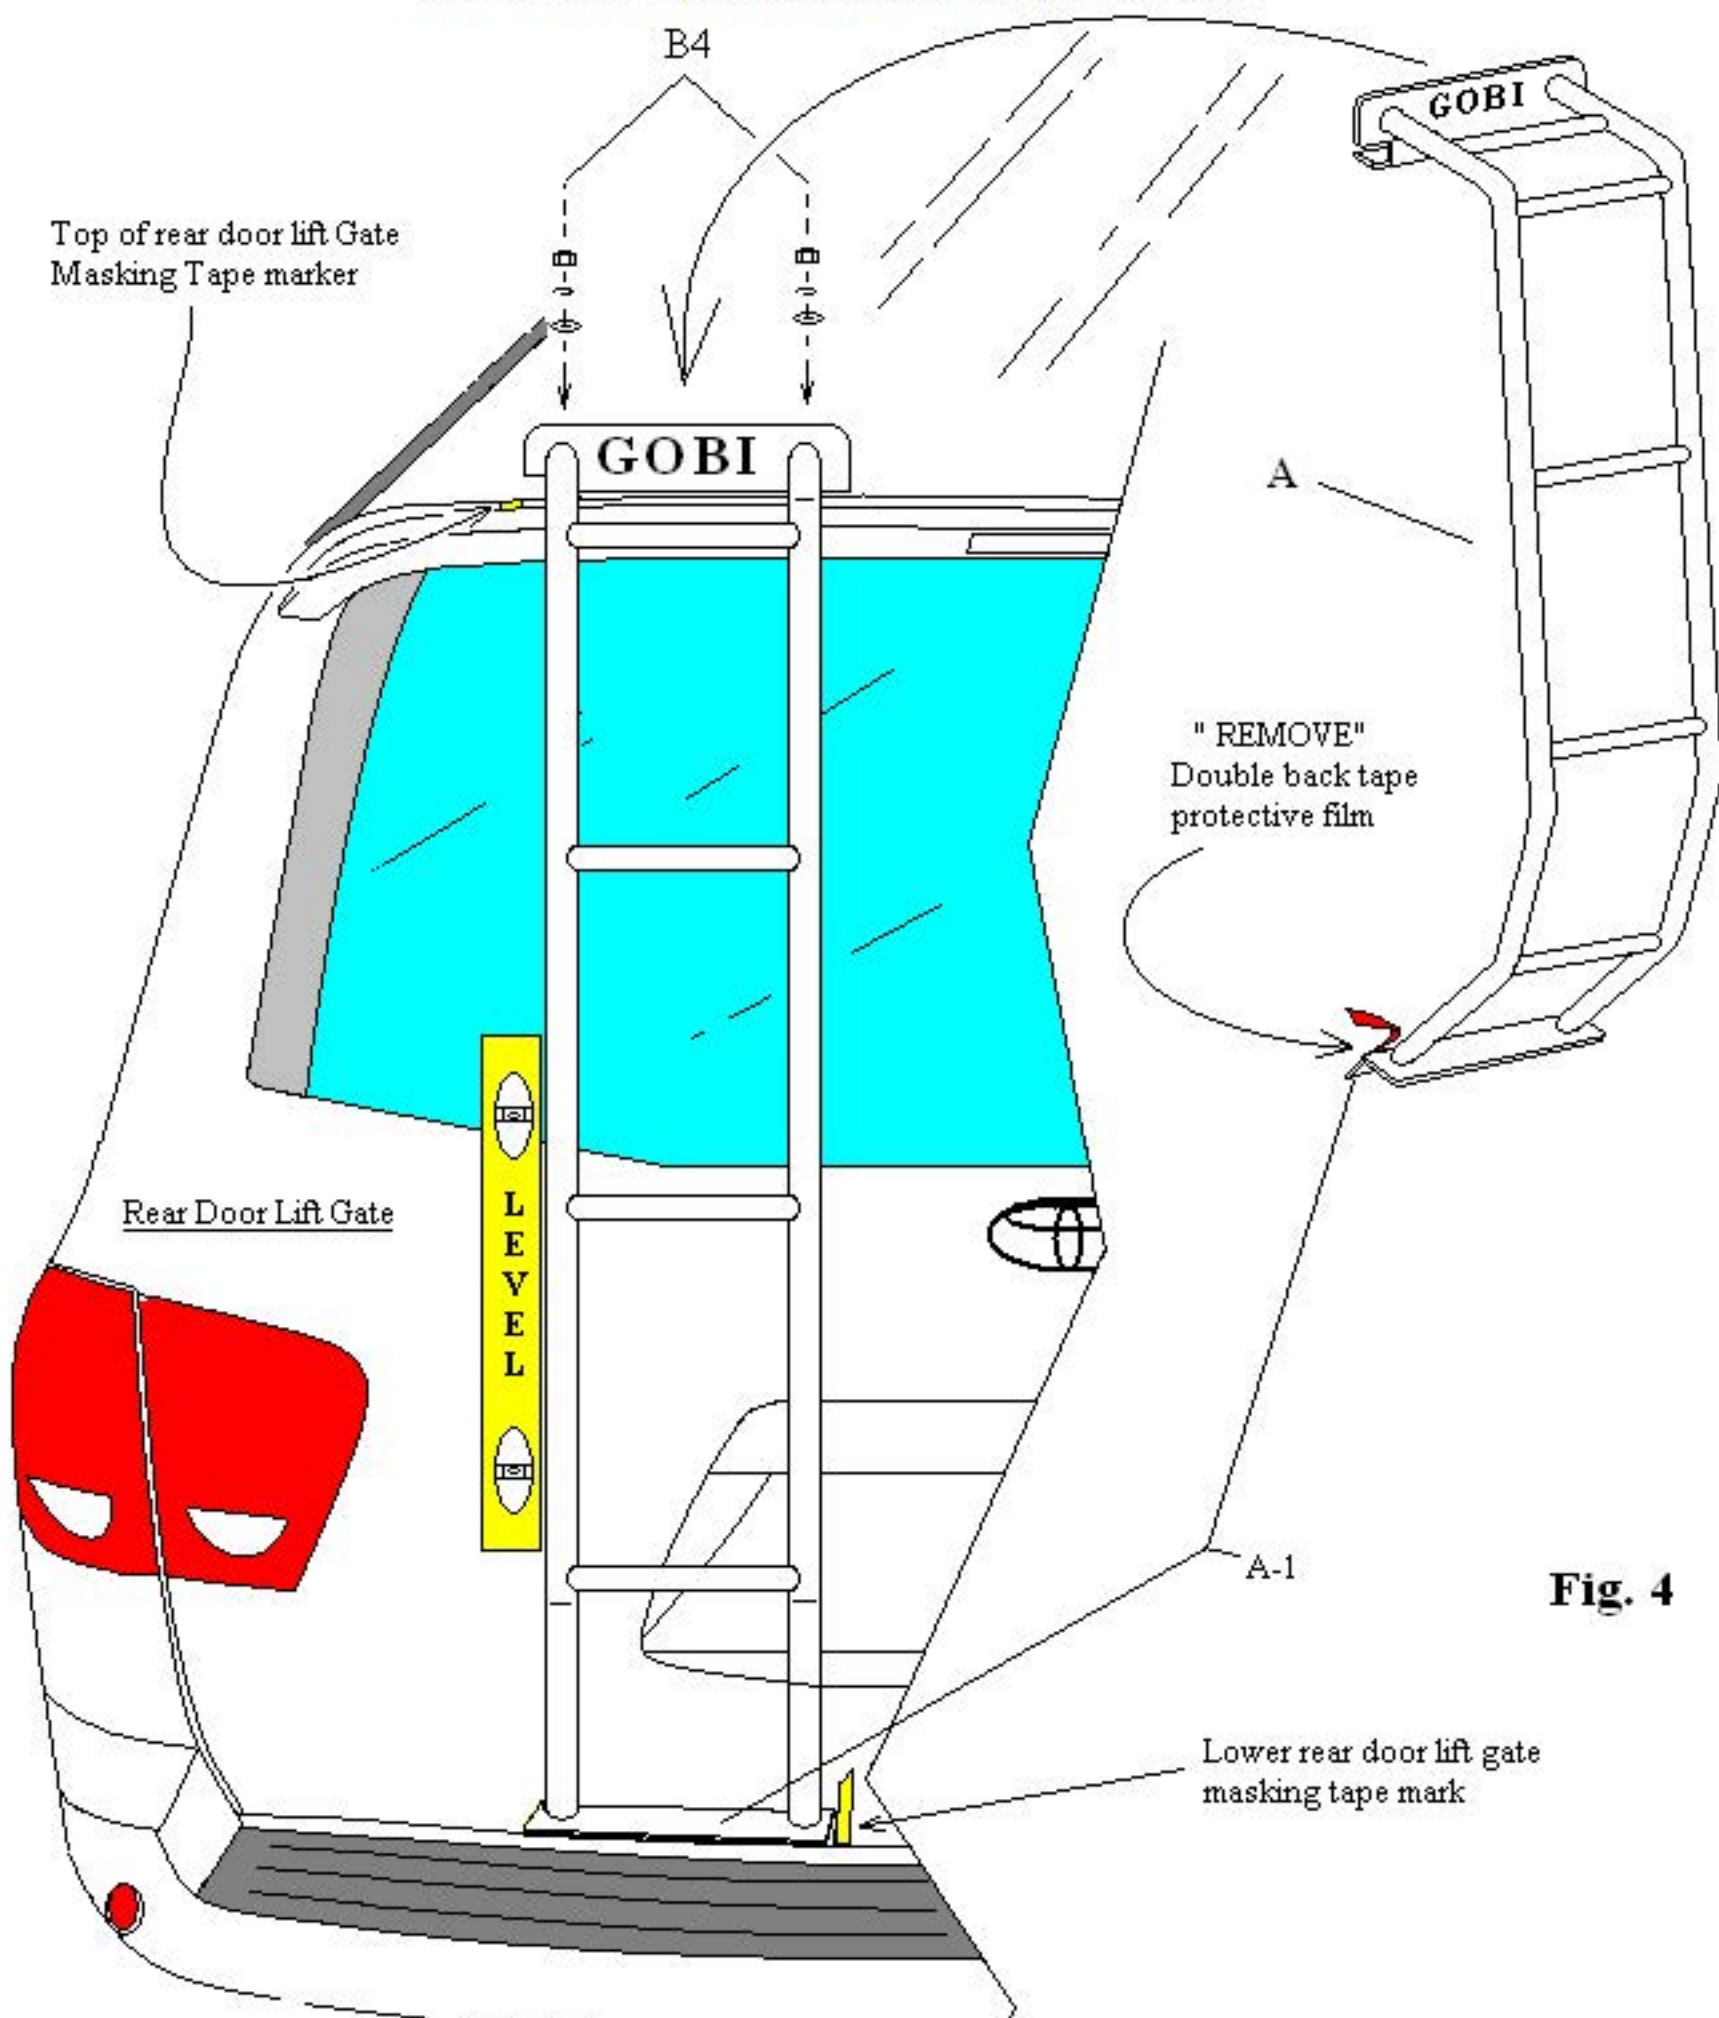 B4
GOBI
Top of rear door lift Gate
Masking Tape marker
GOBI
A
" REMOVE"
Double back tape
protective film
Rear Door Lift Gate
LEVEL
A-1
Fig. 4
Lower rear door lift gate
masking tape mark